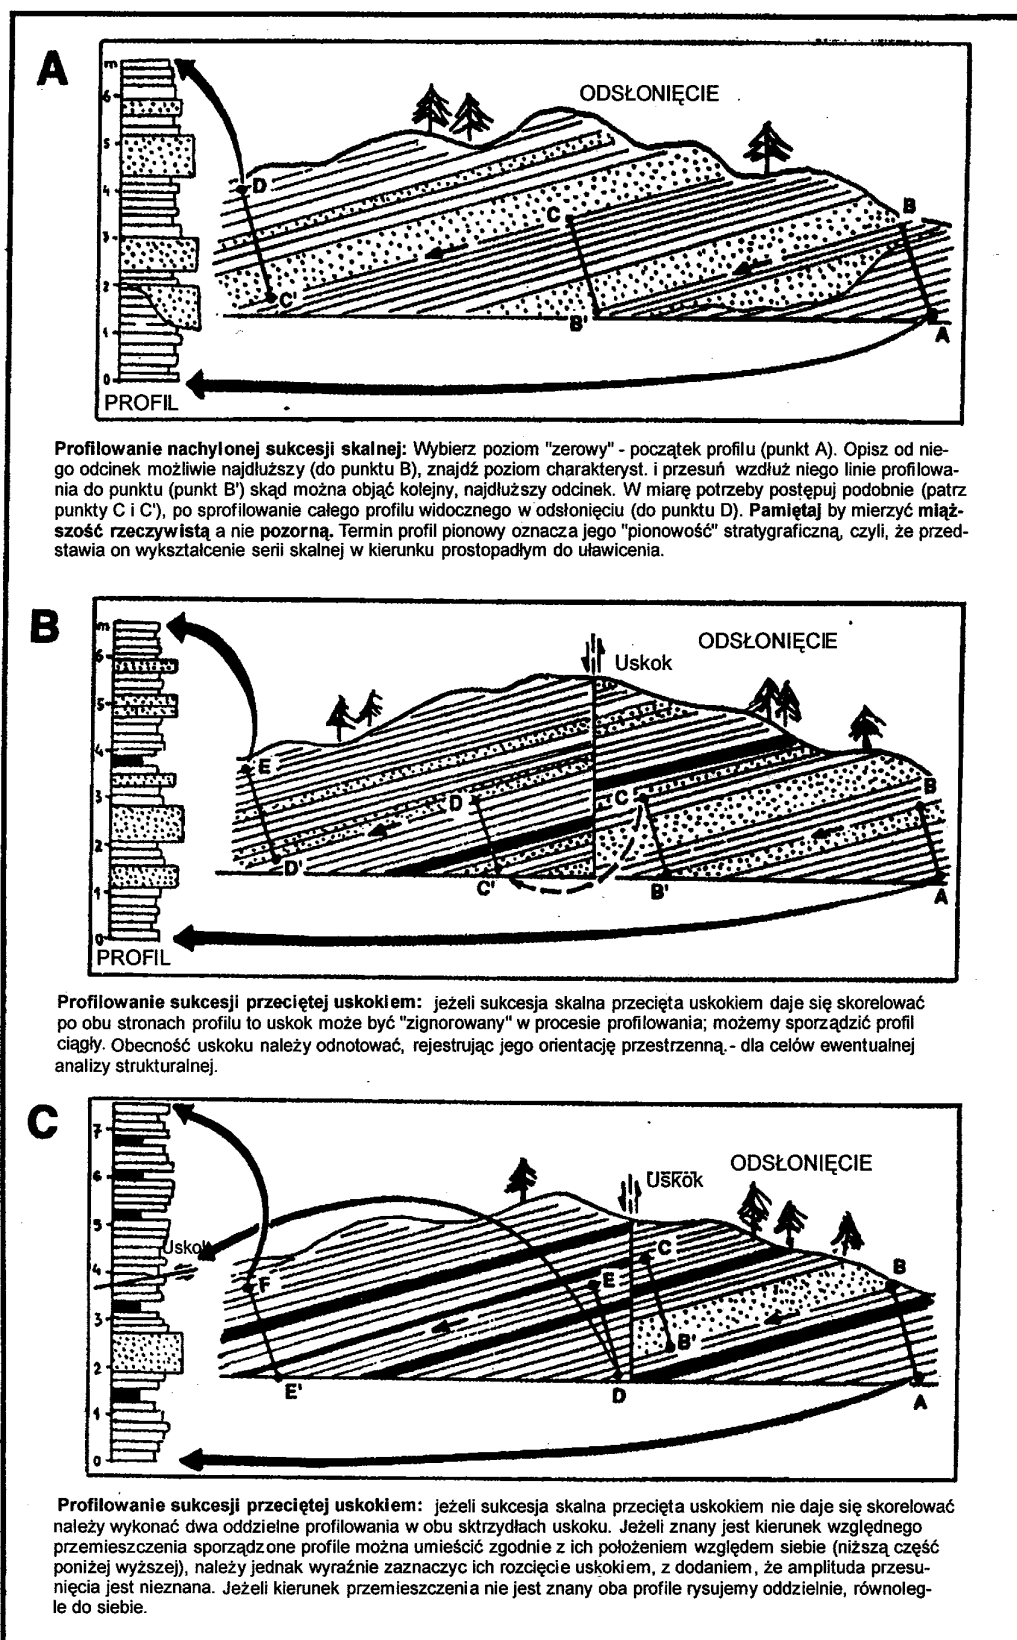 A
ODSŁONIĘCIE
m
6
5
4
3
2
1
0
D
C'
C
B'
B
A
PROFIL
Profilowanie nachylonej sukcesji skalnej: Wybierz poziom "zerowy" - początek profilu (punkt A). Opisz od nie-
go odcinek możliwie najdłuższy (do punktu B), znajdź poziom charakteryst. i przesuń wzdłuż niego linie profilowa-
nia do punktu (punkt B') skąd można objąć kolejny, najdłuższy odcinek. W miarę potrzeby postępuj podobnie (patrz
punkty C i C'), po sprofilowanie całego profilu widocznego w odsłonięciu (do punktu D). Pamiętaj by mierzyć miąż-
szość rzeczywistą a nie pozorną. Termin profil pionowy oznacza jego "pionowość" stratygraficzną, czyli, że przed-
stawia on wykształcenie serii skalnej w kierunku prostopadłym do uławicenia.
B
ODSŁONIĘCIE
Uskok
m
6
5
4
3
2
1
0
E
D'
D
C'
C
B'
B
A
PROFIL
Profilowanie sukcesji przeciętej uskokiem: jeżeli sukcesja skalna przecięta uskokiem daje się skorelować
po obu stronach profilu to uskok może być "zignorowany" w procesie profilowania; możemy sporządzić profil
ciągły. Obecność uskoku należy odnotować, rejestrując jego orientację przestrzenną.- dla celów ewentualnej
analizy strukturalnej.
C
ODSŁONIĘCIE
Uskok
7
6
5
4
3
2
1
0
Uskok
F
E'
E
D
C
B'
B
A
Profilowanie sukcesji przeciętej uskokiem: jeżeli sukcesja skalna przecięta uskokiem nie daje się skorelować
należy wykonać dwa oddzielne profilowania w obu sktrzydłach uskoku. Jeżeli znany jest kierunek względnego
przemieszczenia sporządzone profile można umieścić zgodnie z ich położeniem względem siebie (niższą część
poniżej wyższej), należy jednak wyraźnie zaznaczyc ich rozcięcie uskokiem, z dodaniem, że amplituda przesu-
nięcia jest nieznana. Jeżeli kierunek przemieszczenia nie jest znany oba profile rysujemy oddzielnie, równoleg-
le do siebie.